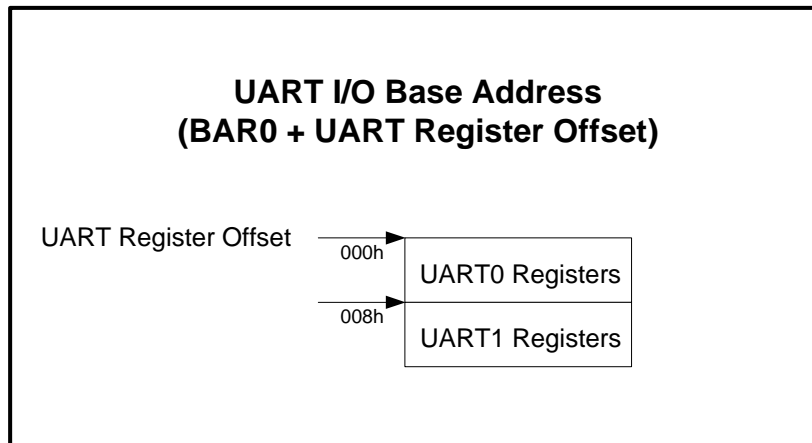 UART I/O Base Address
(BAR0 + UART Register Offset)
UART Register Offset
000h
UART0 Registers
008h
UART1 Registers